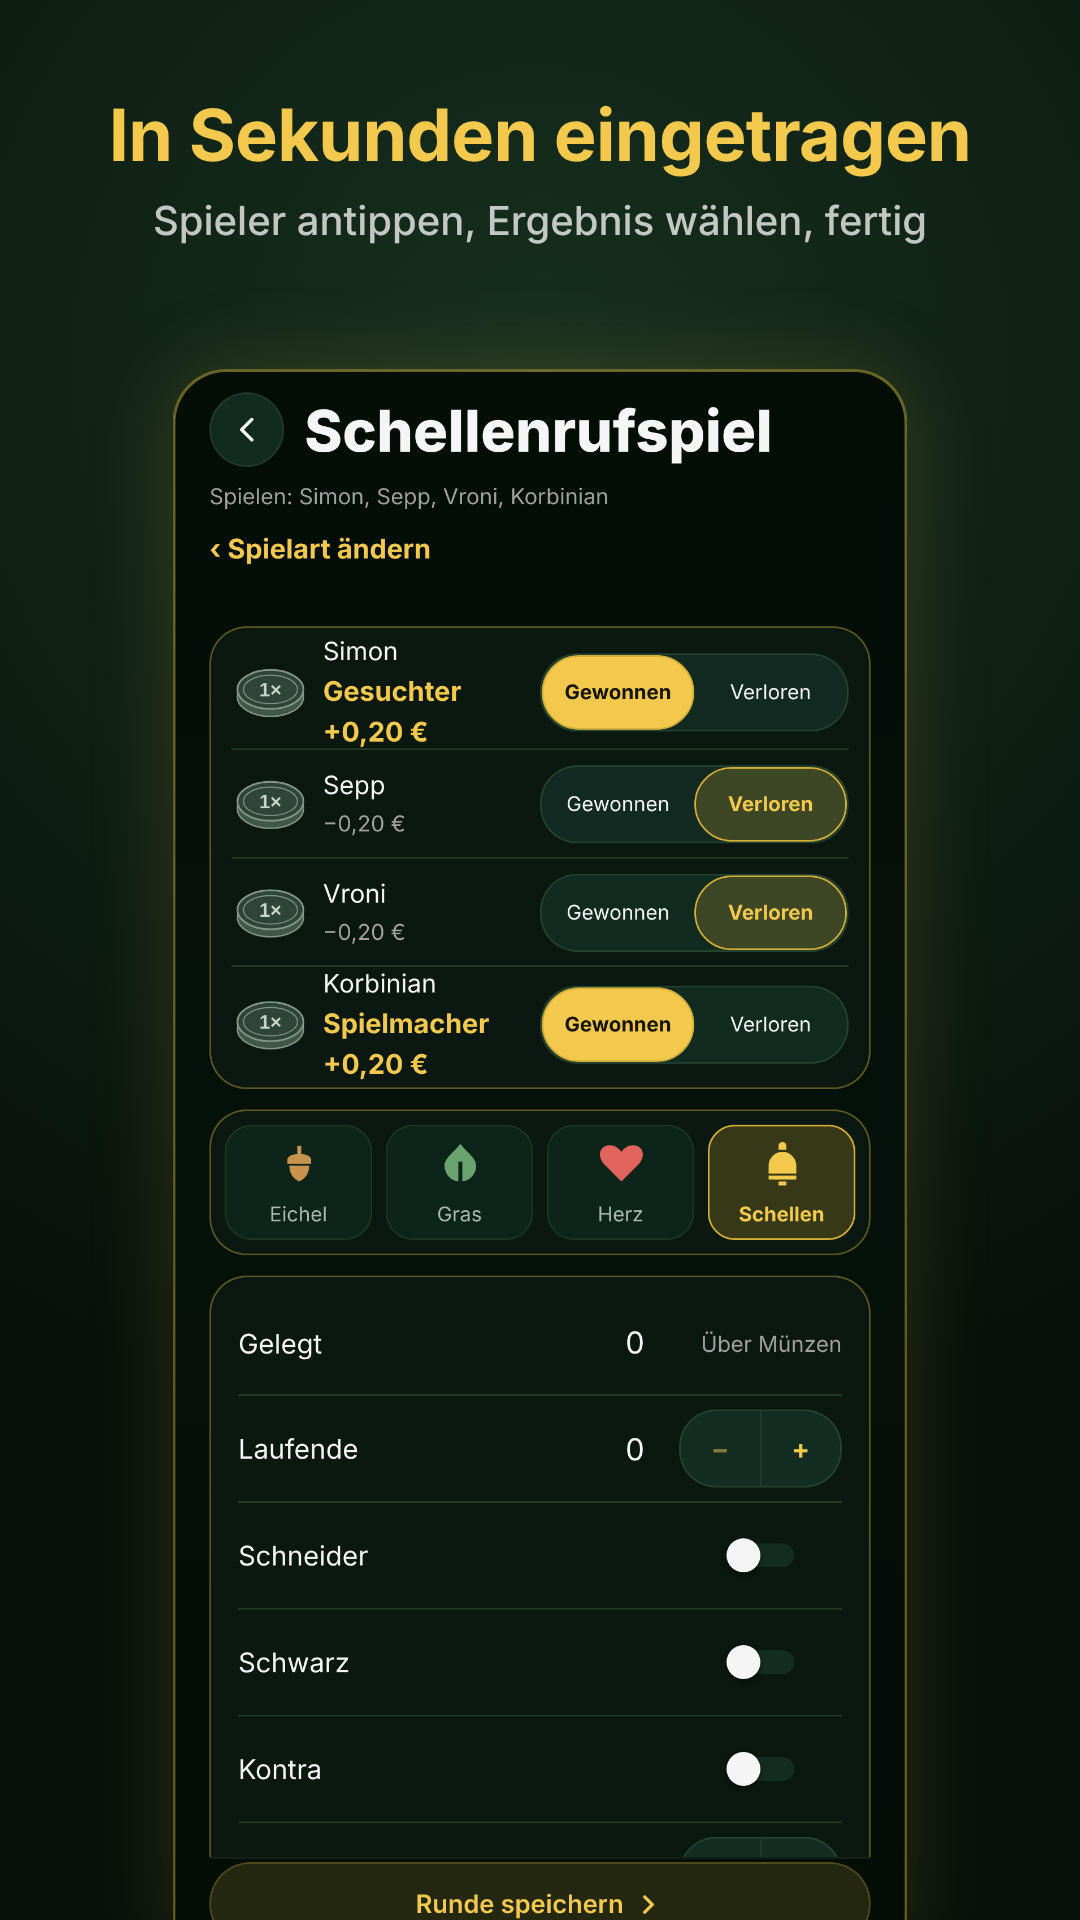 In Sekunden eingetragen
Spieler antippen, Ergebnis wählen, fertig
Schellenrufspiel
Spielen: Simon, Sepp, Vroni, Korbinian
‹ Spielart ändern
1×
Simon
Gesuchter
+0,20 €
Gewonnen
Verloren
1×
Sepp
−0,20 €
Gewonnen
Verloren
1×
Vroni
−0,20 €
Gewonnen
Verloren
1×
Korbinian
Spielmacher
+0,20 €
Gewonnen
Verloren
Eichel
Gras
Herz
Schellen
Gelegt 0 Über Münzen
Laufende 0 − +
Schneider
Schwarz
Kontra
Runde speichern